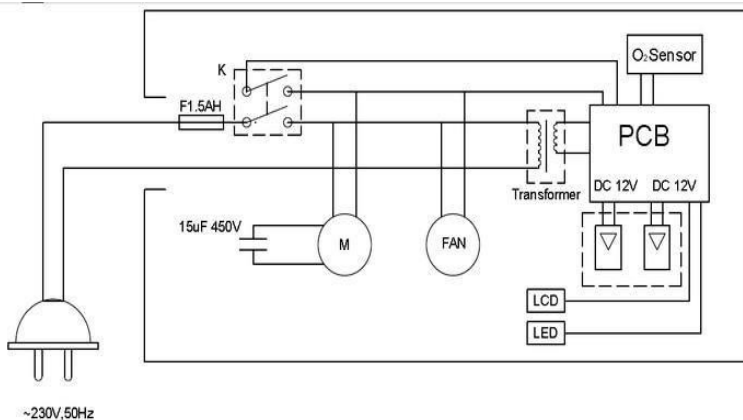 O₂Sensor
K
F1.5AH
PCB
DC 12V DC 12V
Transformer
15uF 450V
M
FAN
LCD
LED
~230V,50Hz